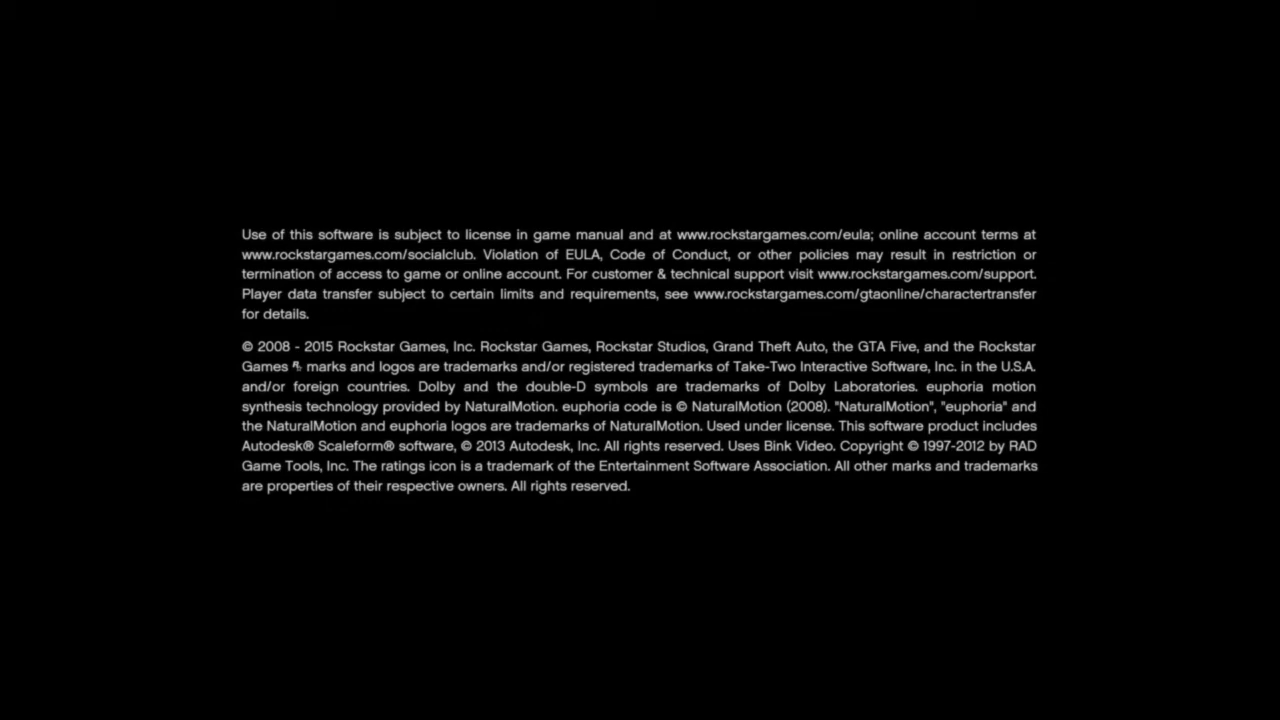 Use of this software is subject to license in game manual and at www.rockstargames.com/eula; online account terms at
www.rockstargames.com/socialclub. Violation of EULA, Code of Conduct, or other policies may result in restriction or
termination of access to game or online account. For customer & technical support visit www.rockstargames.com/support.
Player data transfer subject to certain limits and requirements, see www.rockstargames.com/gtaonline/charactertransfer
for details.
© 2008 - 2015 Rockstar Games, Inc. Rockstar Games, Rockstar Studios, Grand Theft Auto, the GTA Five, and the Rockstar
Games R* marks and logos are trademarks and/or registered trademarks of Take-Two Interactive Software, Inc. in the U.S.A.
and/or foreign countries. Dolby and the double-D symbols are trademarks of Dolby Laboratories. euphoria motion
synthesis technology provided by NaturalMotion. euphoria code is © NaturalMotion (2008). "NaturalMotion", "euphoria" and
the NaturalMotion and euphoria logos are trademarks of NaturalMotion. Used under license. This software product includes
Autodesk® Scaleform® software, © 2013 Autodesk, Inc. All rights reserved. Uses Bink Video. Copyright © 1997-2012 by RAD
Game Tools, Inc. The ratings icon is a trademark of the Entertainment Software Association. All other marks and trademarks
are properties of their respective owners. All rights reserved.